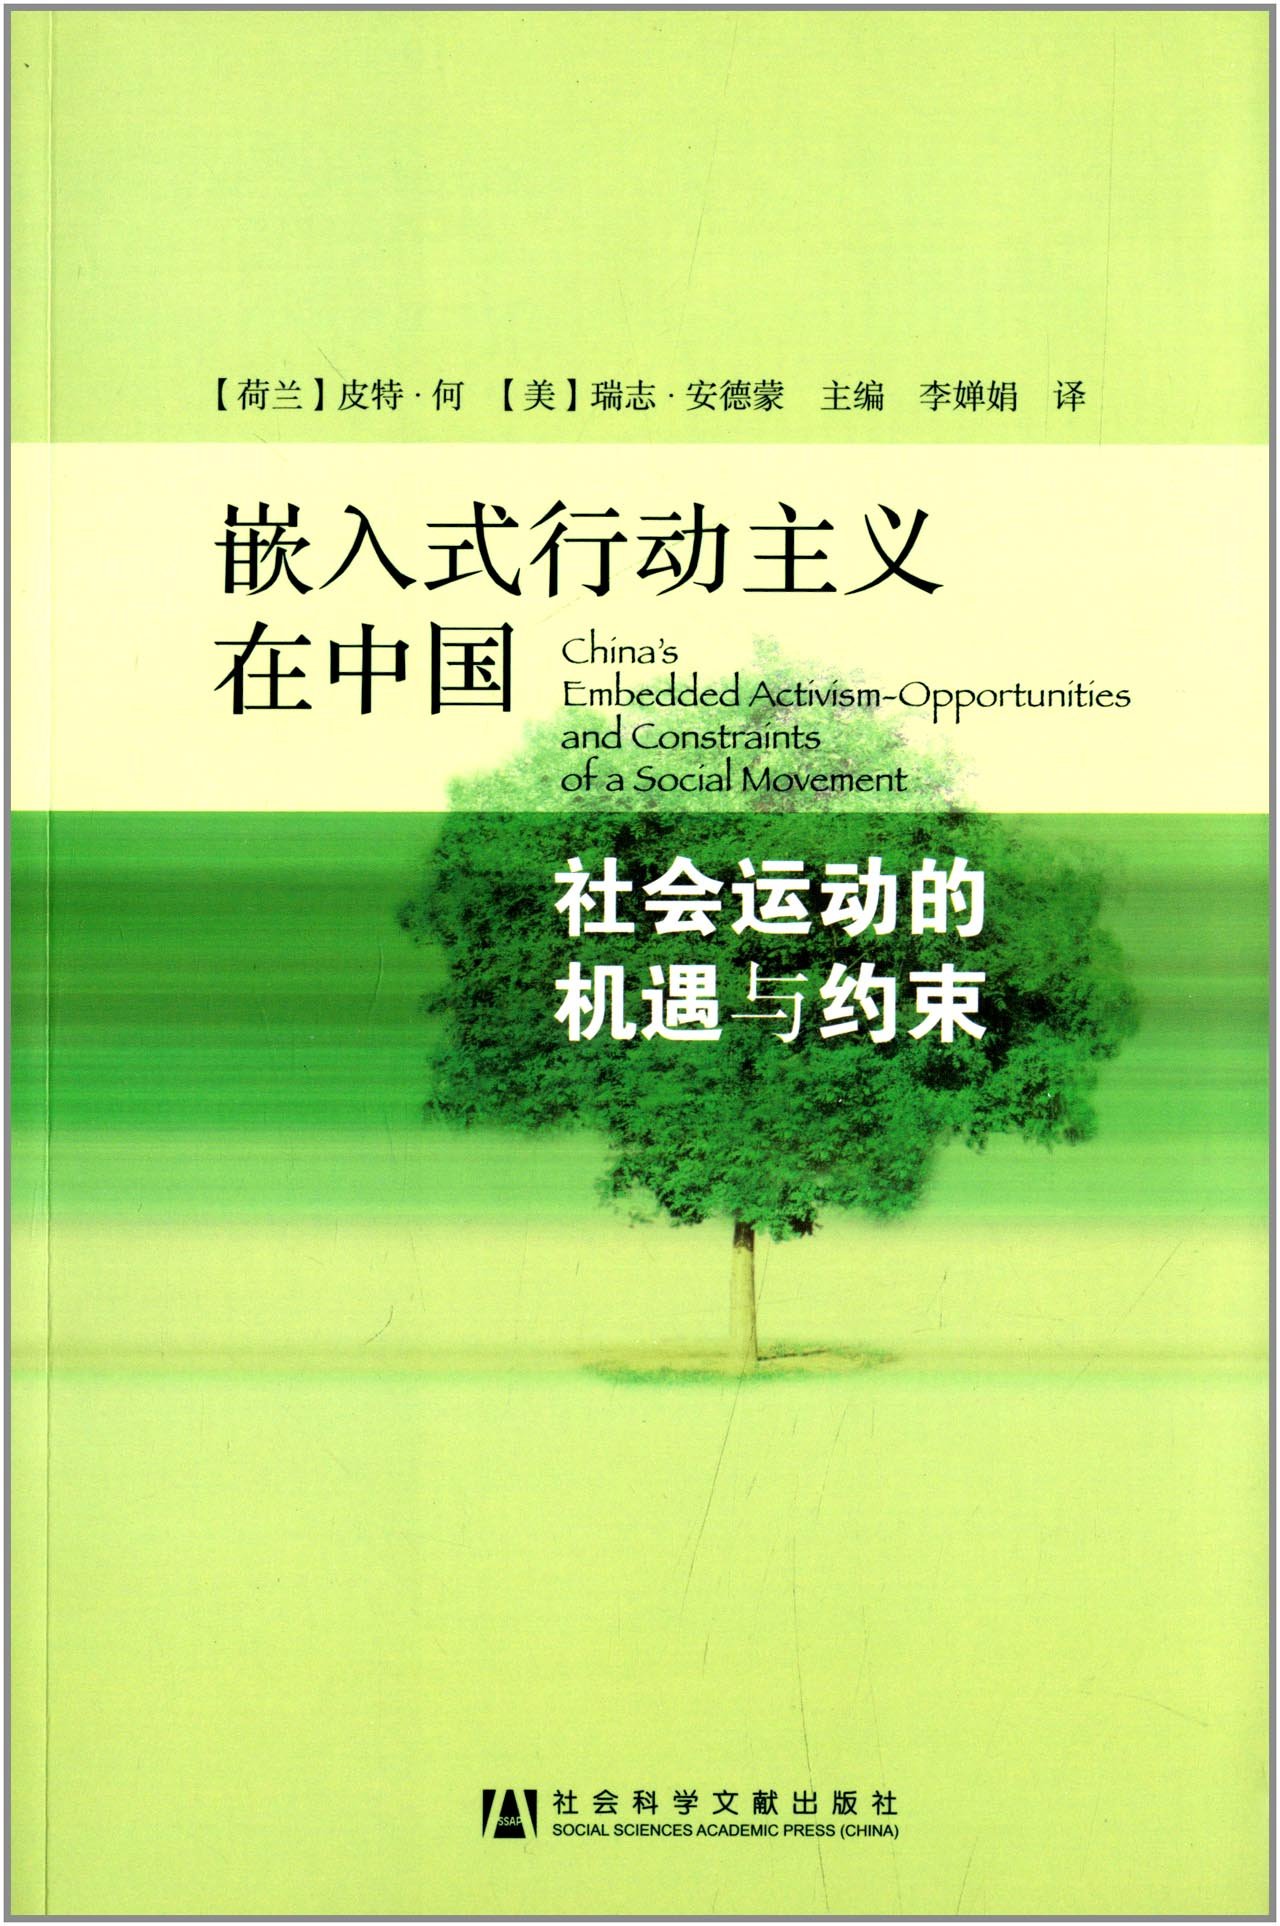 【荷兰】皮特·何 【美】瑞志·安德蒙 主编 李婵娟 译
嵌入式行动主义
在中国
China's
Embedded Activism-Opportunities
and Constraints
of a Social Movement
社会运动的
机遇与约束
SSAP
社会科学文献出版社
SOCIAL SCIENCES ACADEMIC PRESS (CHINA)